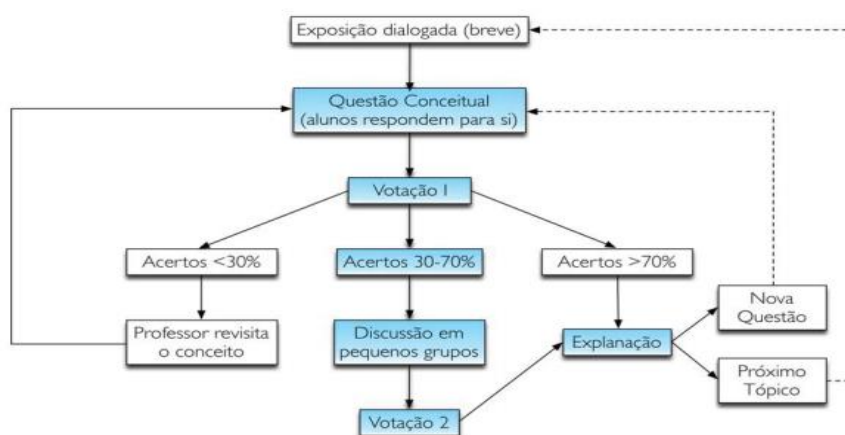 Exposição dialogada (breve)
Questão Conceitual
(alunos respondem para si)
Votação I
Acertos <30%
Acertos 30-70%
Acertos >70%
Professor revisita
o conceito
Discussão em
pequenos grupos
Explanação
Nova
Questão
Próximo
Tópico
Votação 2